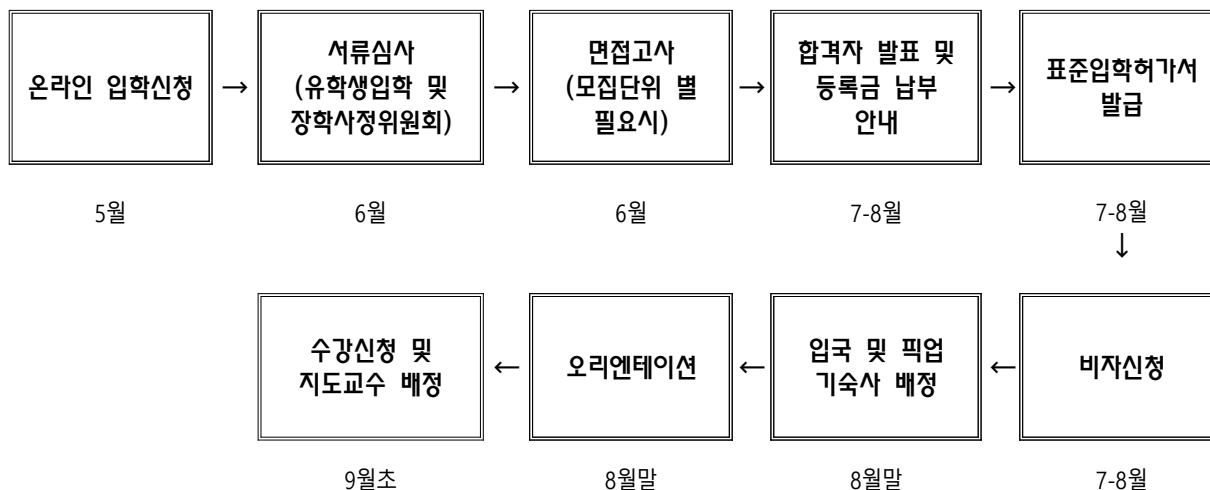 온라인 입학신청
→
서류심사
(유학생입학 및
장학사정위원회)
→
면접고사
(모집단위 별
필요시)
→
합격자 발표 및
등록금 납부
안내
→
표준입학허가서
발급
5월
6월
6월
7-8월
7-8월
↓
비자신청
←
입국 및 픽업
기숙사 배정
←
오리엔테이션
←
수강신청 및
지도교수 배정
7-8월
8월말
8월말
9월초